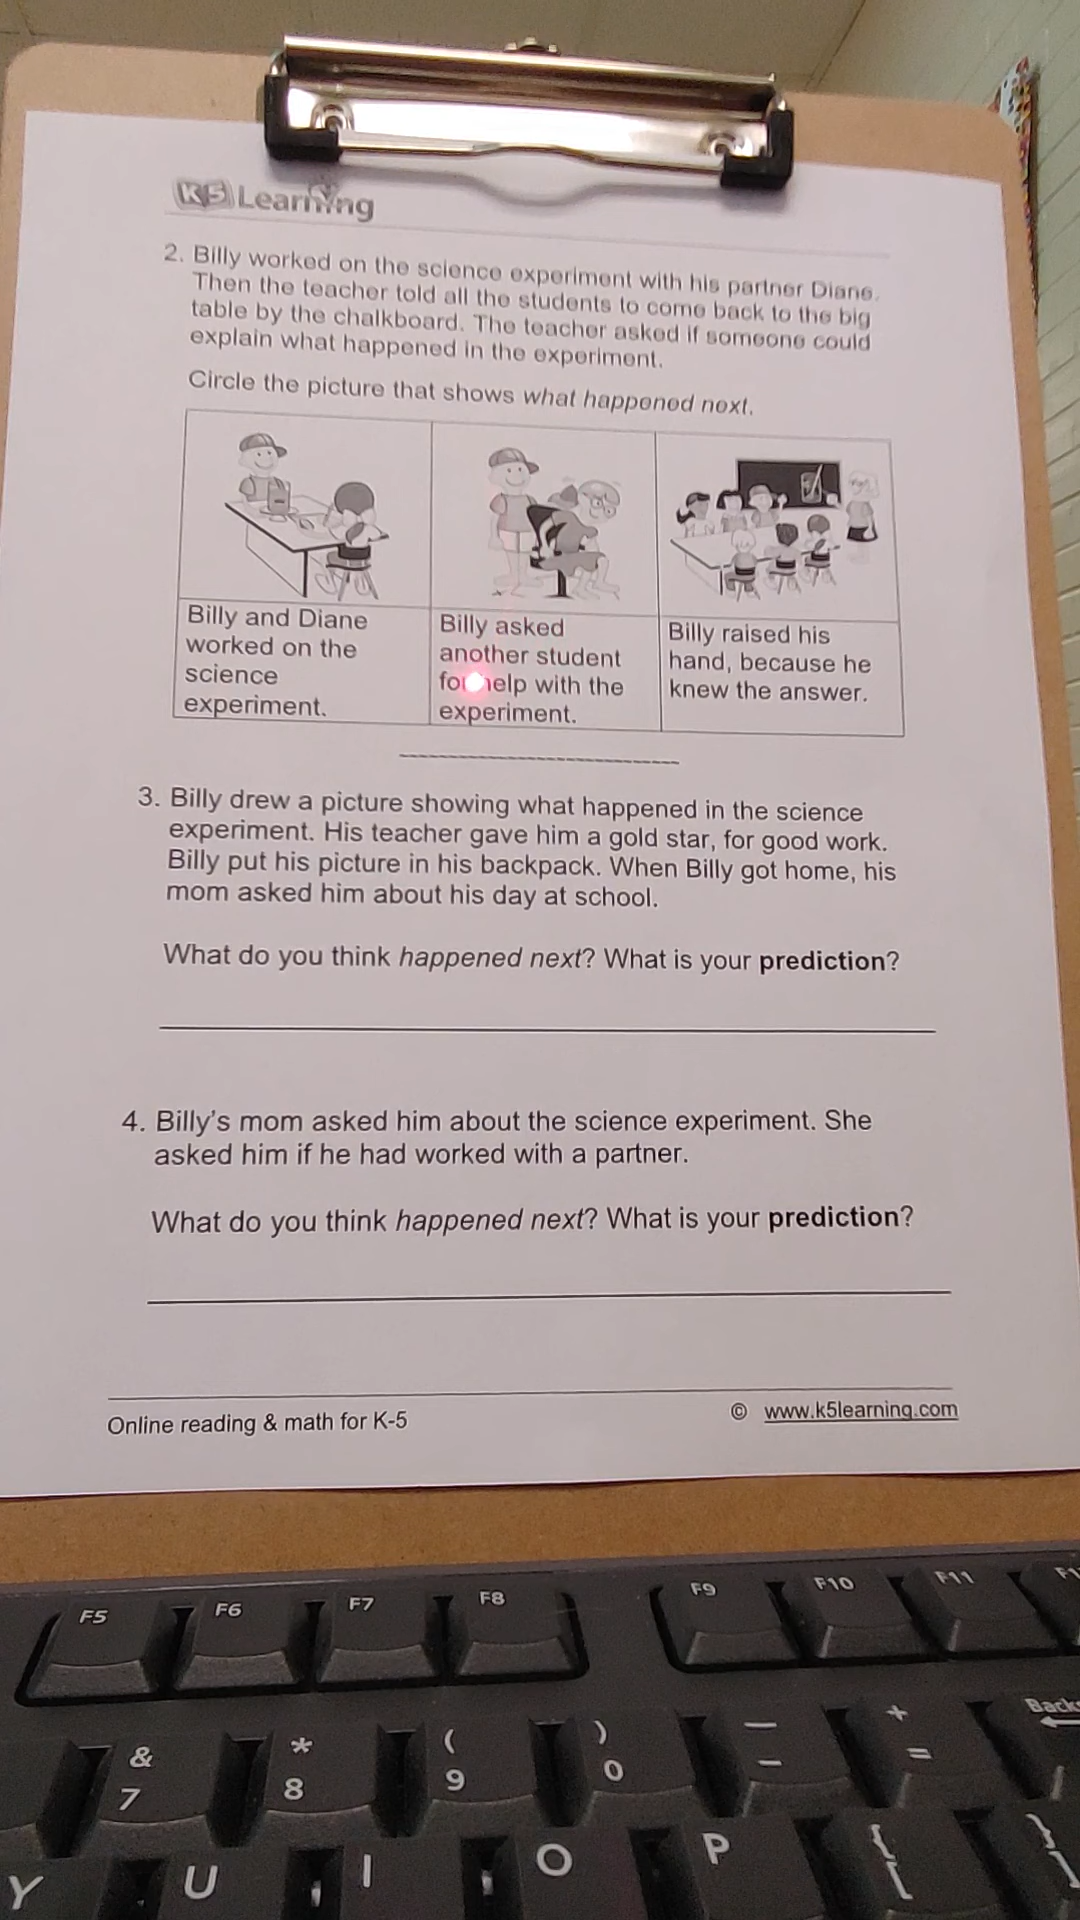 K5 Learning
2. Billy worked on the science experiment with his partner Diane.
Then the teacher told all the students to come back to the big
table by the chalkboard. The teacher asked if someone could
explain what happened in the experiment.
Circle the picture that shows what happened next.
Billy and Diane
worked on the
science
experiment.
Billy asked
another student
for help with the
experiment.
Billy raised his
hand, because he
knew the answer.
3. Billy drew a picture showing what happened in the science
experiment. His teacher gave him a gold star, for good work.
Billy put his picture in his backpack. When Billy got home, his
mom asked him about his day at school.
What do you think happened next? What is your prediction?
4. Billy's mom asked him about the science experiment. She
asked him if he had worked with a partner.
What do you think happened next? What is your prediction?
Online reading & math for K-5
© www.k5learning.com
F5 F6 F7 F8 F9 F10 F11
& * ( ) — +
7 8 9 0 - = 
Y U I O P { }
[ ]